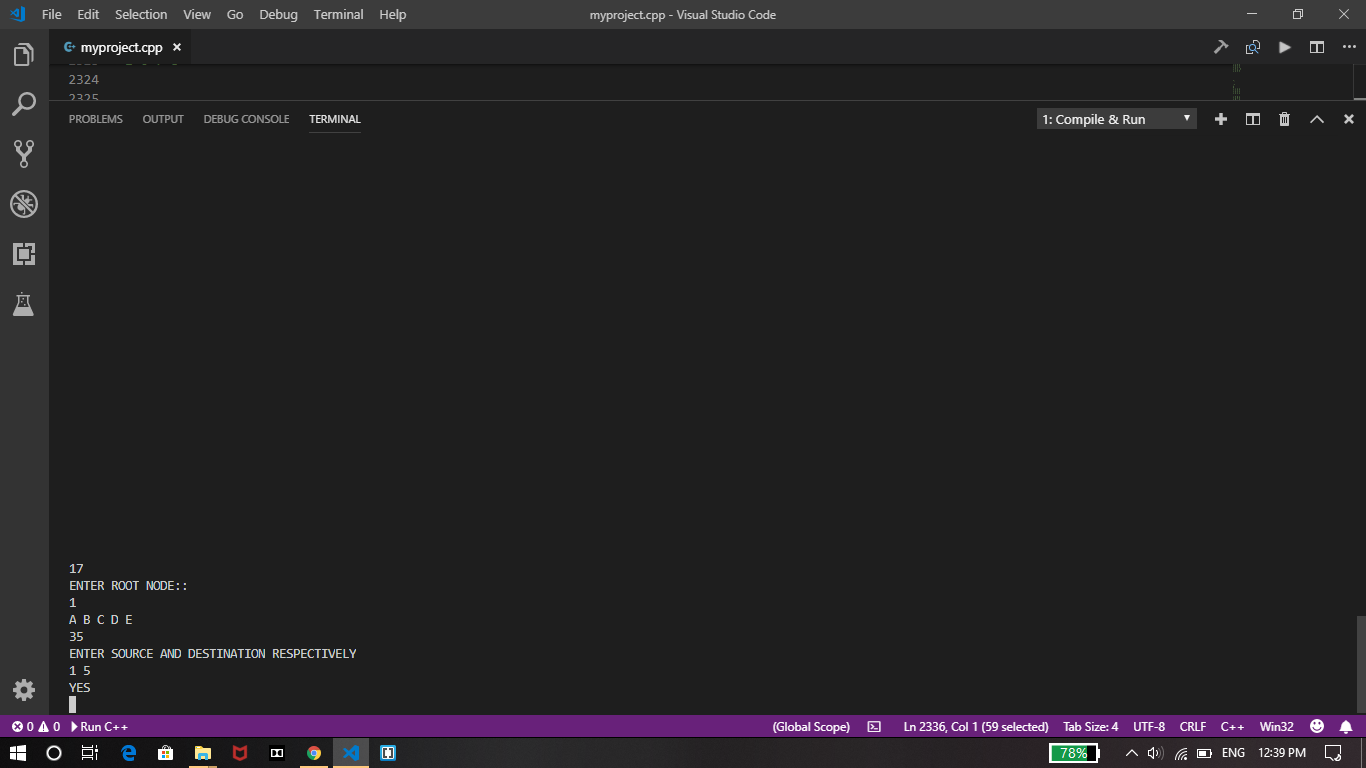 File Edit Selection View Go Debug Terminal Help
myproject.cpp - Visual Studio Code
myproject.cpp
2324
2325
PROBLEMS OUTPUT DEBUG CONSOLE TERMINAL
1: Compile & Run
17
ENTER ROOT NODE::
1
A B C D E
35
ENTER SOURCE AND DESTINATION RESPECTIVELY
1 5
YES
0 0 Run C++ (Global Scope) Ln 2336, Col 1 (59 selected) Tab Size: 4 UTF-8 CRLF C++ Win32
78% ENG 12:39 PM